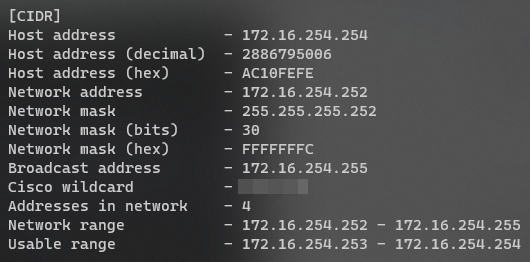 [CIDR]
Host address - 172.16.254.254
Host address (decimal) - 2886795006
Host address (hex) - AC10FEFE
Network address - 172.16.254.252
Network mask - 255.255.255.252
Network mask (bits) - 30
Network mask (hex) - FFFFFFFC
Broadcast address - 172.16.254.255
Cisco wildcard -
Addresses in network - 4
Network range - 172.16.254.252 - 172.16.254.255
Usable range - 172.16.254.253 - 172.16.254.254